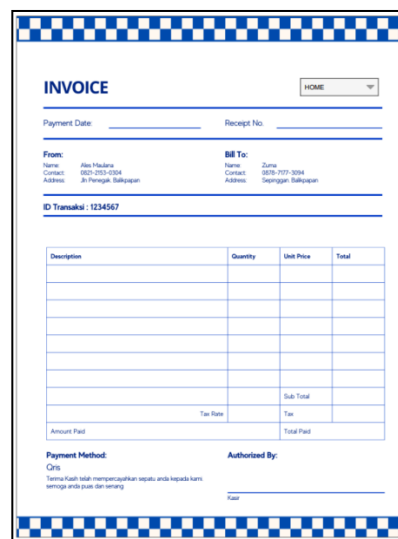 INVOICE
HOME
Payment Date:
Receipt No.
From:
Name: Ales Maulana
Contact: 0821-2153-0304
Address: Jln Penegak, Balikpapan
Bill To:
Name: Zuma
Contact: 0878-7177-3094
Address: Sepinggan, Balikpapan
ID Transaksi : 1234567
Description Quantity Unit Price Total
Sub Total
Tax Rate Tax
Amount Paid Total Paid
Payment Method:
Qris
Terima Kasih telah mempercayahkan sepatu anda kepada kami
semoga anda puas dan senang
Authorized By:
Kasir